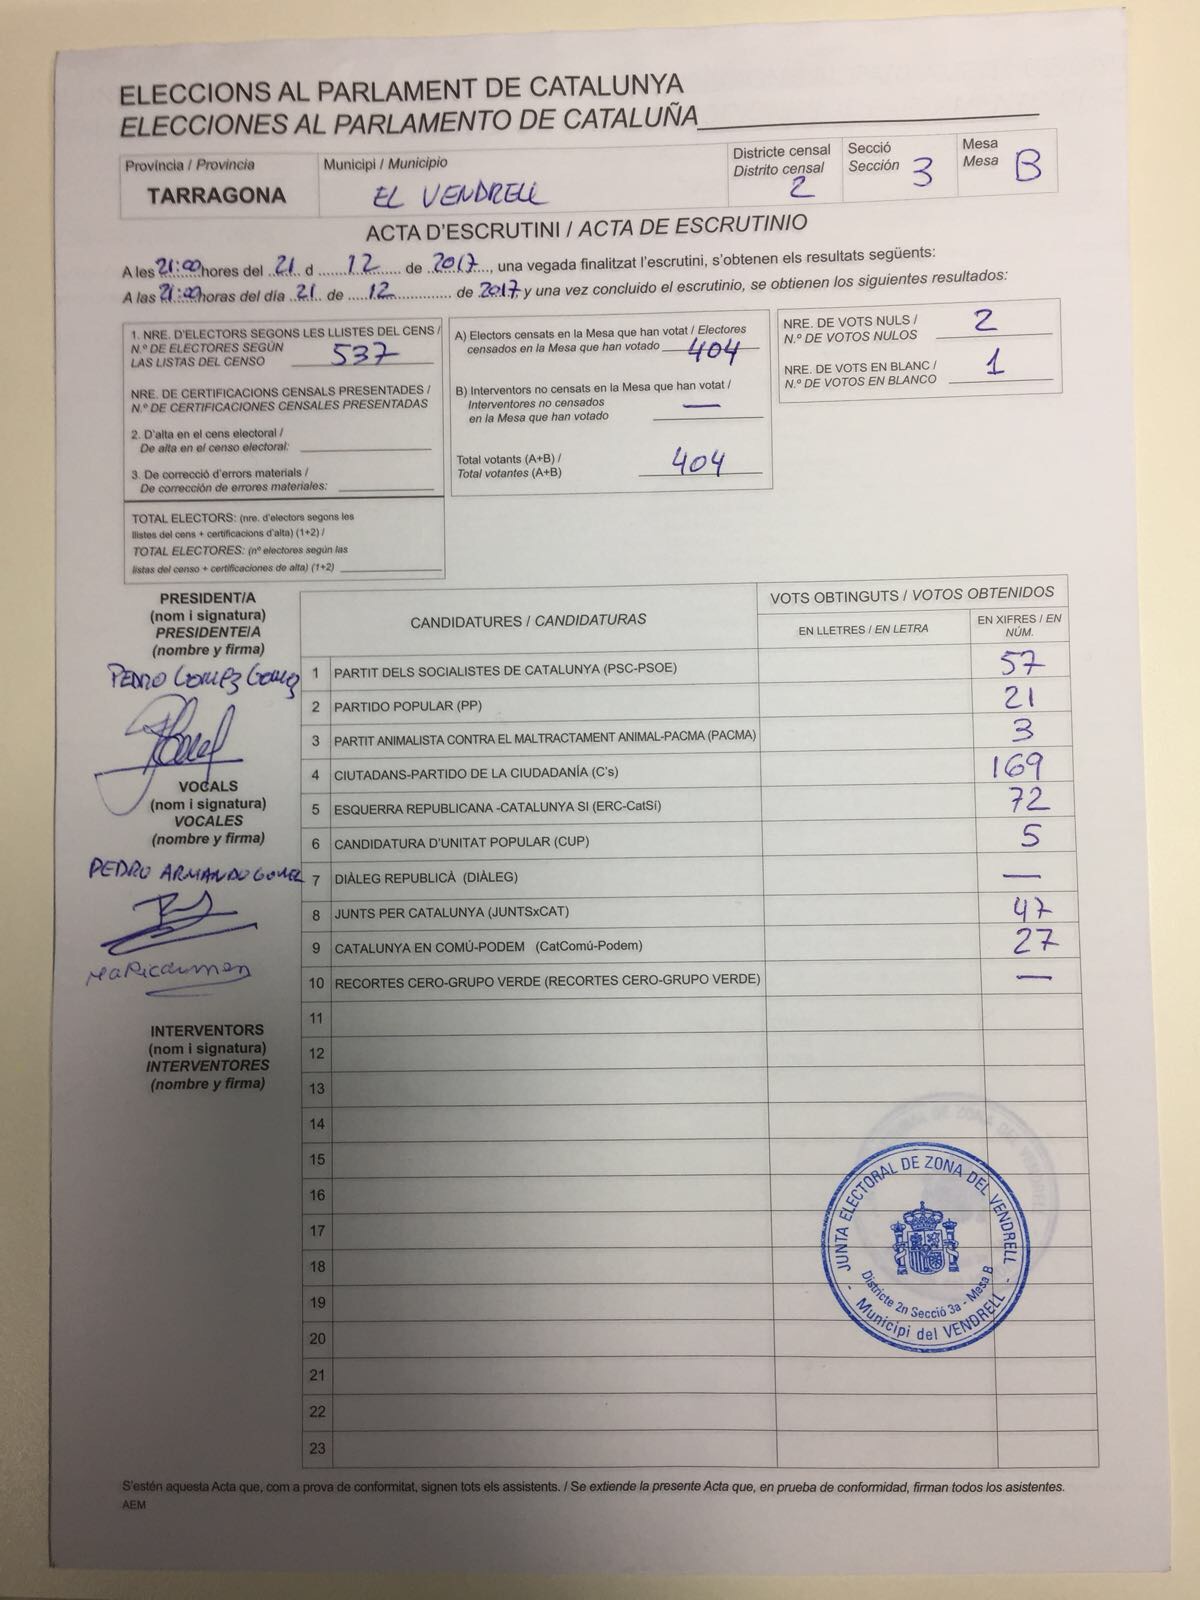 ELECCIONS AL PARLAMENT DE CATALUNYA
ELECCIONES AL PARLAMENTO DE CATALUÑA
Província / Provincia
TARRAGONA
Municipi / Municipio
EL VENDRELL
Districte censal
Distrito censal
2
Secció
Sección 3
Mesa
Mesa B
ACTA D'ESCRUTINI / ACTA DE ESCRUTINIO
A les 21:00 hores del 21 d 12 de 2017, una vegada finalitzat l'escrutini, s'obtenen els resultats següents:
A las 21:00 horas del día 21 de 12 de 2017 y una vez concluido el escrutinio, se obtienen los siguientes resultados:
1. NRE. D'ELECTORS SEGONS LES LLISTES DEL CENS /
N.º DE ELECTORES SEGÚN
LAS LISTAS DEL CENSO 537
NRE. DE CERTIFICACIONS CENSALS PRESENTADES /
N.º DE CERTIFICACIONES CENSALES PRESENTADAS
2. D'alta en el cens electoral /
De alta en el censo electoral:
3. De correcció d'errors materials /
De corrección de errores materiales:
TOTAL ELECTORS: (nre. d'electors segons les
llistes del cens + certificacions d'alta) (1+2) /
TOTAL ELECTORES: (nº electores según las
listas del censo + certificaciones de alta) (1+2)
A) Electors censats en la Mesa que han votat / Electores
censados en la Mesa que han votado 404
B) Interventors no censats en la Mesa que han votat /
Interventores no censados
en la Mesa que han votado —
Total votants (A+B) /
Total votantes (A+B) 404
NRE. DE VOTS NULS /
N.º DE VOTOS NULOS 2
NRE. DE VOTS EN BLANC /
N.º DE VOTOS EN BLANCO 1
PRESIDENT/A
(nom i signatura)
PRESIDENTE/A
(nombre y firma)
PEDRO GOMEZ GOMEZ
VOCALS
(nom i signatura)
VOCALES
(nombre y firma)
PEDRO ARMANDO GOMEZ
Maricarmen
INTERVENTORS
(nom i signatura)
INTERVENTORES
(nombre y firma)
CANDIDATURES / CANDIDATURAS
VOTS OBTINGUTS / VOTOS OBTENIDOS
EN LLETRES / EN LETRA
EN XIFRES / EN
NÚM.
1 PARTIT DELS SOCIALISTES DE CATALUNYA (PSC-PSOE) 57
2 PARTIDO POPULAR (PP) 21
3 PARTIT ANIMALISTA CONTRA EL MALTRACTAMENT ANIMAL-PACMA (PACMA) 3
4 CIUTADANS-PARTIDO DE LA CIUDADANÍA (C's) 169
5 ESQUERRA REPUBLICANA -CATALUNYA SI (ERC-CatSí) 72
6 CANDIDATURA D'UNITAT POPULAR (CUP) 5
7 DIÀLEG REPUBLICÀ (DIÀLEG) —
8 JUNTS PER CATALUNYA (JUNTSxCAT) 47
9 CATALUNYA EN COMÚ-PODEM (CatComú-Podem) 27
10 RECORTES CERO-GRUPO VERDE (RECORTES CERO-GRUPO VERDE) —
11
12
13
14
15
16
17
18
19
20
21
22
23
JUNTA ELECTORAL DE ZONA DEL VENDRELL
Districte 2n Secció 3a - Mesa B
- Municipi del VENDRELL -
S'estén aquesta Acta que, com a prova de conformitat, signen tots els assistents. / Se extiende la presente Acta que, en prueba de conformidad, firman todos los asistentes.
AEM